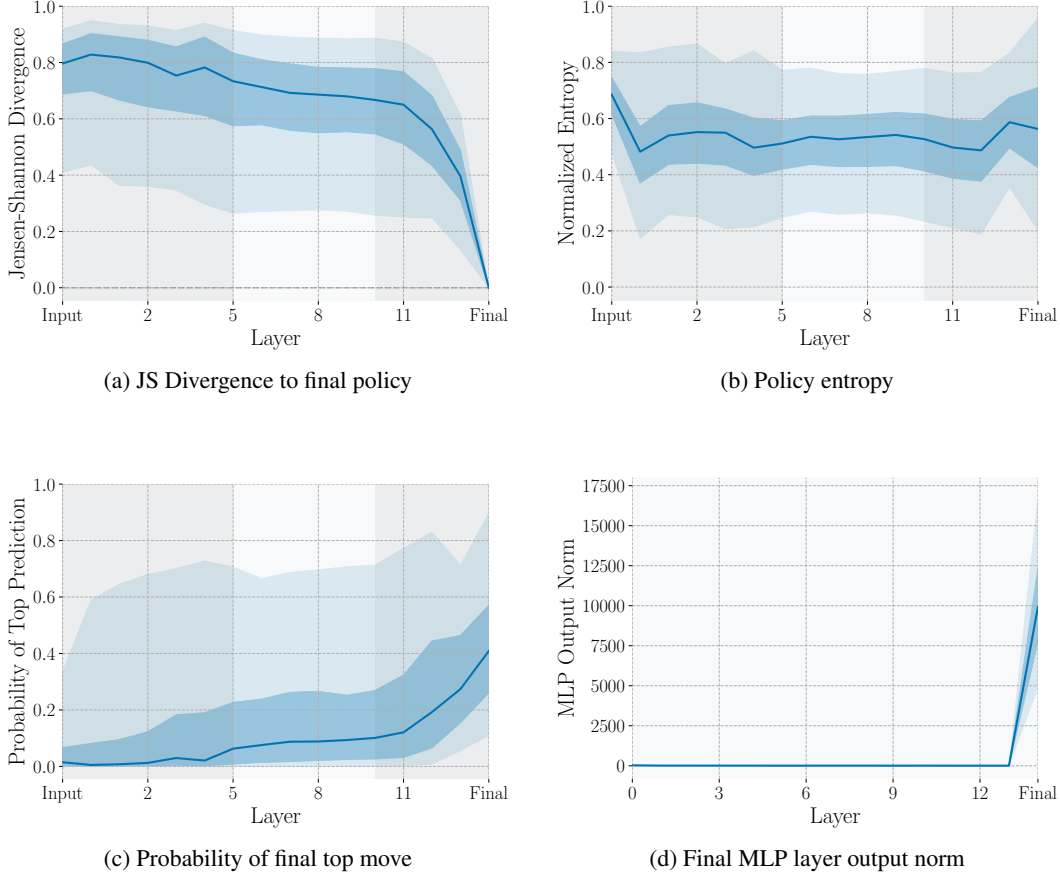 Jensen-Shannon Divergence
1.0
0.8
0.6
0.4
0.2
0.0
Input 2 5 8 11 Final
Layer
(a) JS Divergence to final policy
Normalized Entropy
1.0
0.8
0.6
0.4
0.2
0.0
Input 2 5 8 11 Final
Layer
(b) Policy entropy
Probability of Top Prediction
1.0
0.8
0.6
0.4
0.2
0.0
Input 2 5 8 11 Final
Layer
(c) Probability of final top move
MLP Output Norm
17500
15000
12500
10000
7500
5000
2500
0
0 3 6 9 12 Final
Layer
(d) Final MLP layer output norm